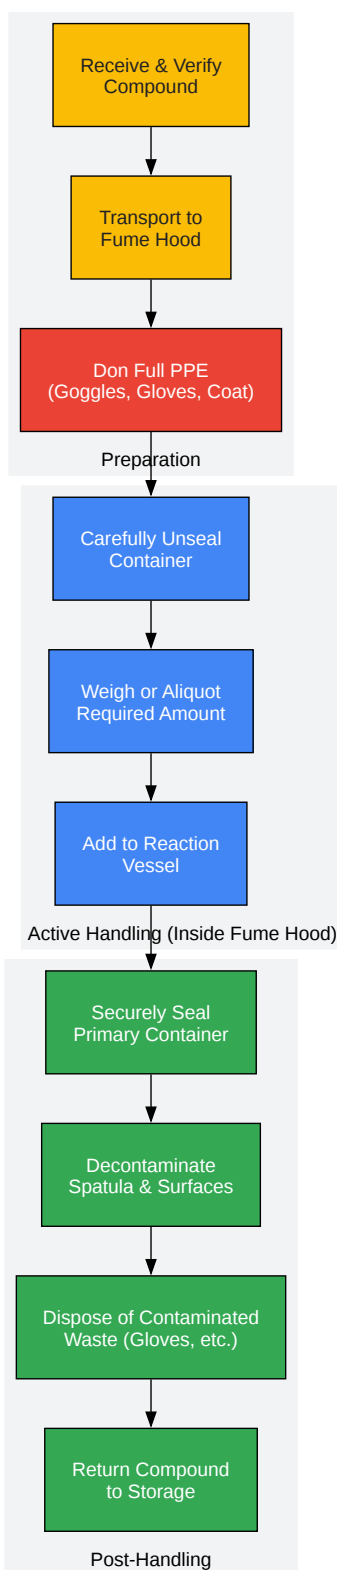 Receive & Verify
Compound
Transport to
Fume Hood
Don Full PPE
(Goggles, Gloves, Coat)
Preparation
Carefully Unseal
Container
Weigh or Aliquot
Required Amount
Add to Reaction
Vessel
Active Handling (Inside Fume Hood)
Securely Seal
Primary Container
Decontaminate
Spatula & Surfaces
Dispose of Contaminated
Waste (Gloves, etc.)
Return Compound
to Storage
Post-Handling